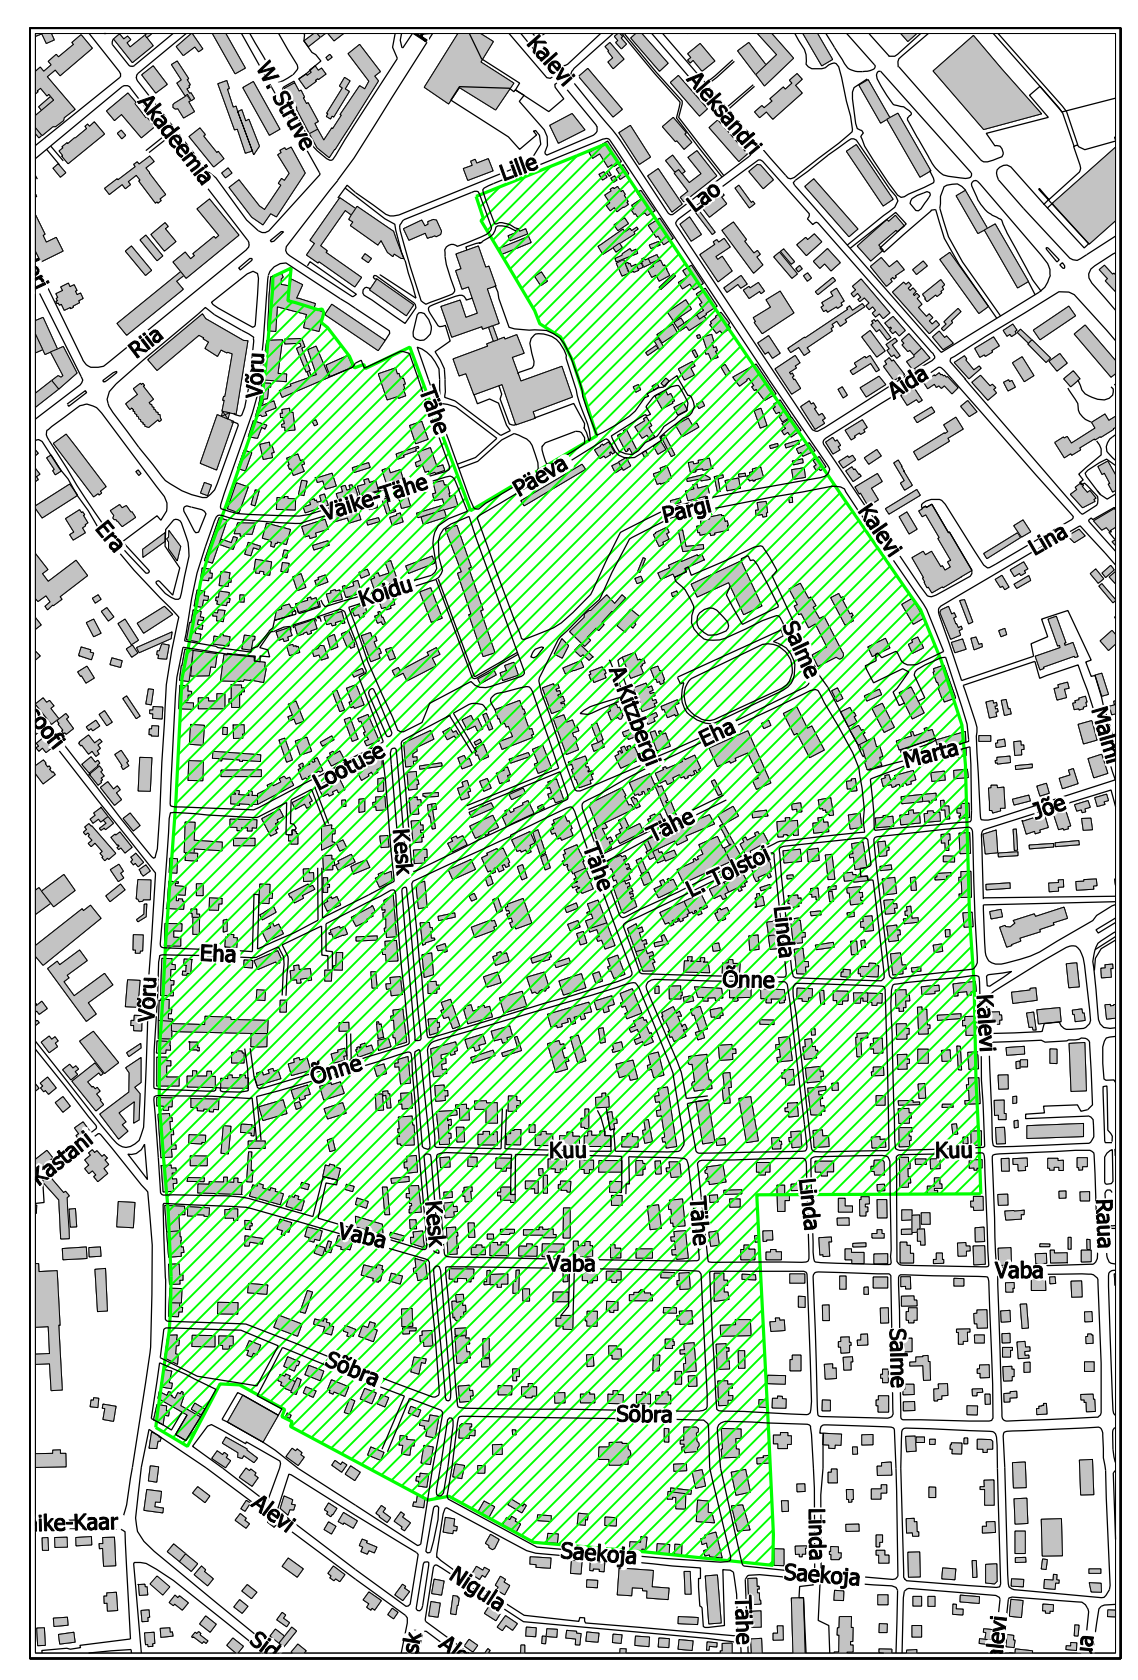 Kalevi
W. Struve
Aleksandri
Akadeemia
Lille
Lao
Riia
Võru
Aida
Tähe
Päeva
Väike-Tähe
Pargi
Kalevi
Era
Lina
Koidu
Salme
A.Kitzbergi
Eha
Malmi
Marta
Lootuse
Jõe
Tähe
Kesk
Tähe
L. Tolstoi
Linda
Eha
Õnne
Võru
Kalevi
Õnne
Kastani
Kuu
Kuu
Linda
Kesk
Tähe
Raua
Vaba
Vaba
Vaba
Salme
Sõbra
Sõbra
Alevi
Linda
Saekoja
Saekoja
Nigula
Tähe